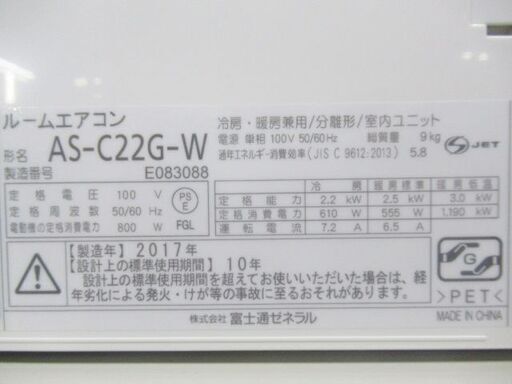 ルームエアコン
形名 AS-C22G-W
製造番号 E083088
冷房・暖房兼用/分離形/室内ユニット
電源 単相100V 50/60Hz 総質量 9kg
通年エネルギー消費効率(JIS C 9612:2013) 5.8
S JET
定格電圧 100 V
定格周波数 50/60 Hz
電動機の定格消費電力 800 W
PS
E
FGL
冷房 暖房標準 暖房低温
定格能力 2.2 kW 2.5 kW 3.0 kW
定格消費電力 610 W 555 W 1,190 kW
運転電流 7.2 A 6.5 A
【製造年】2017年
【設計上の標準使用期間】10年
設計上の標準使用期間を超えてお使いいただいた場合は、経
年劣化による発火・けが等の事故に至るおそれがあります。
G
>PET<
株式会社 富士通ゼネラル
MADE IN CHINA